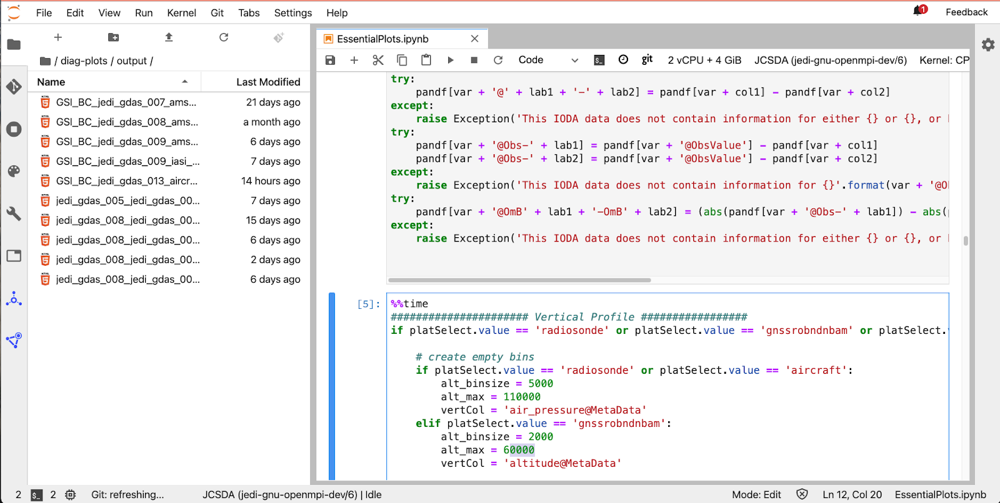 File Edit View Run Kernel Git Tabs Settings Help 1 Feedback
EssentialPlots.ipynb
Code git 2 vCPU + 4 GiB JCSDA (jedi-gnu-openmpi-dev/6) Kernel: CP
/ diag-plots / output /
Name Last Modified
GSI_BC_jedi_gdas_007_ams... 21 days ago
GSI_BC_jedi_gdas_008_ams... a month ago
GSI_BC_jedi_gdas_009_ams... 6 days ago
GSI_BC_jedi_gdas_009_iasi_... 7 days ago
GSI_BC_jedi_gdas_013_aircr... 14 hours ago
jedi_gdas_005_jedi_gdas_00... 7 days ago
jedi_gdas_008_jedi_gdas_00... 15 days ago
jedi_gdas_008_jedi_gdas_00... 6 days ago
jedi_gdas_008_jedi_gdas_00... 2 days ago
jedi_gdas_008_jedi_gdas_00... 6 days ago
try:
pandf[var + '@' + lab1 + '-' + lab2] = pandf[var + col1] - pandf[var + col2]
except:
raise Exception('This IODA data does not contain information for either {} or {}, or
try:
pandf[var + '@Obs-' + lab1] = pandf[var + '@ObsValue'] - pandf[var + col1]
pandf[var + '@Obs-' + lab2] = pandf[var + '@ObsValue'] - pandf[var + col2]
except:
raise Exception('This IODA data does not contain information for {}'.format(var + '@O
try:
pandf[var + '@OmB' + lab1 + '-OmB' + lab2] = (abs(pandf[var + '@Obs-' + lab1]) - abs(
except:
raise Exception('This IODA data does not contain information for either {} or {}, or
[5]: %%time
###################### Vertical Profile #################
if platSelect.value == 'radiosonde' or platSelect.value == 'gnssrobndnbam' or platSelect.
# create empty bins
if platSelect.value == 'radiosonde' or platSelect.value == 'aircraft':
alt_binsize = 5000
alt_max = 110000
vertCol = 'air_pressure@MetaData'
elif platSelect.value == 'gnssrobndnbam':
alt_binsize = 2000
alt_max = 60000
vertCol = 'altitude@MetaData'
2 $_ 2 Git: refreshing... JCSDA (jedi-gnu-openmpi-dev/6) | Idle Mode: Edit Ln 12, Col 20 EssentialPlots.ipynb